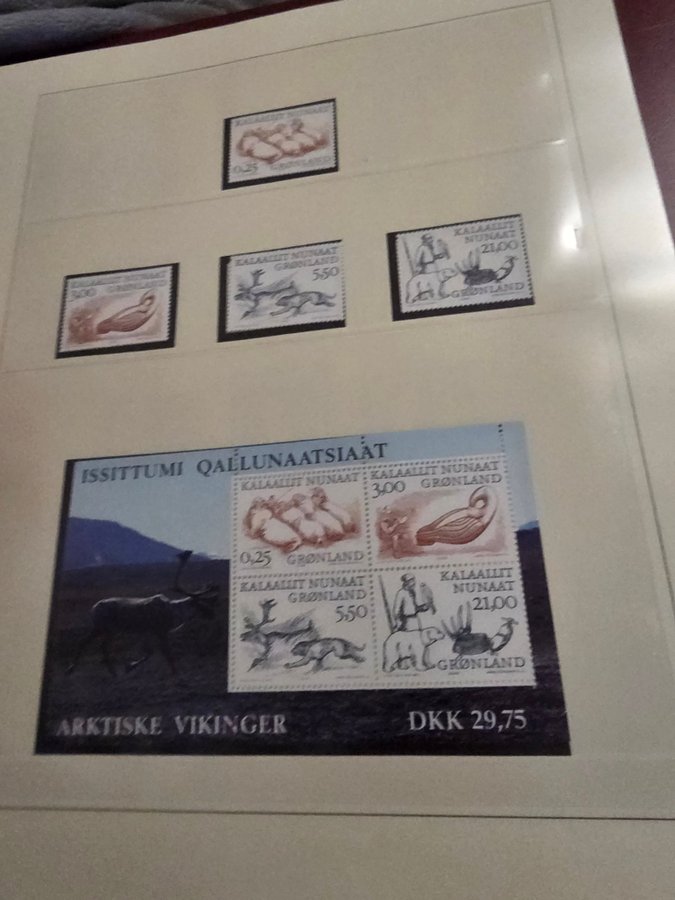 KALAALLIT NUNAAT
0,25 GRØNLAND
KALAALLIT NUNAAT
3,00 GRØNLAND
KALAALLIT NUNAAT
GRØNLAND
5,50
KALAALLIT
NUNAAT
21,00
GRØNLAND
ISSITTUMI QALLUNAATSIAAT
KALAALLIT NUNAAT
0,25 GRØNLAND
KALAALLIT NUNAAT
3,00 GRØNLAND
KALAALLIT NUNAAT
GRØNLAND
5,50
KALAALLIT
NUNAAT
21,00
GRØNLAND
ARKTISKE VIKINGER DKK 29,75